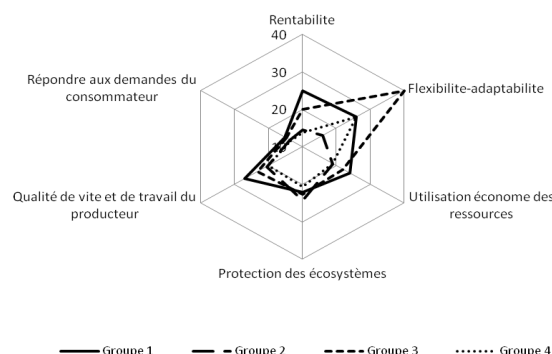 Rentabilite
40
30
20
10
Répondre aux demandes du
consommateur
Flexibilite-adaptabilite
Qualité de vite et de travail du
producteur
Utilisation économe des
ressources
Protection des écosystèmes
Groupe 1 Groupe 2 Groupe 3 Groupe 4